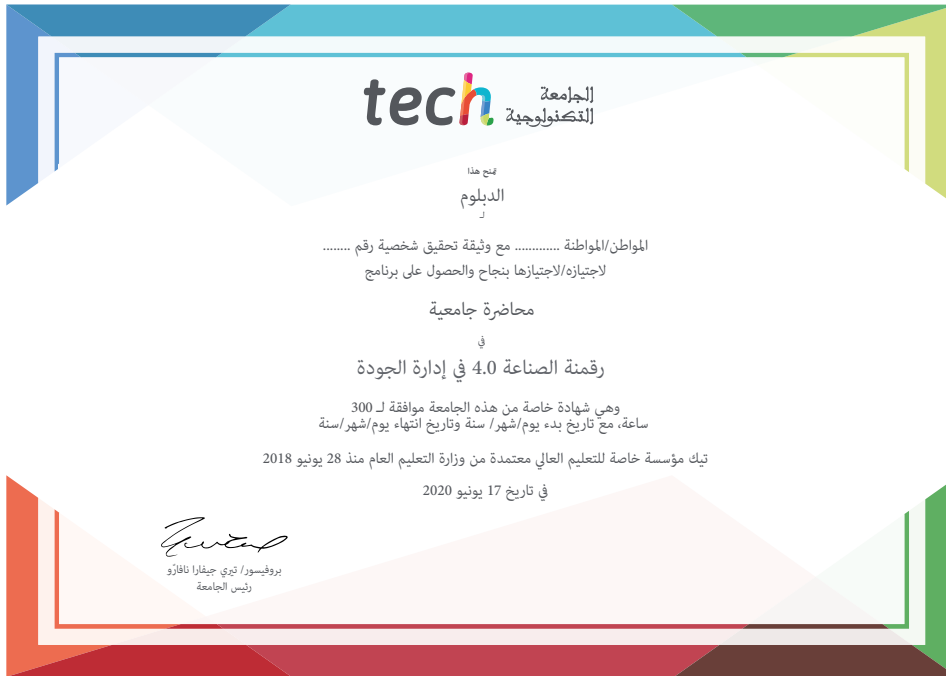 tech الجامعة
التكنولوجية
يمنح هذا
الدبلوم
لـ
المواطن/المواطنة ............ مع وثيقة تحقيق شخصية رقم ........
لاجتيازه/لاجتيازها بنجاح والحصول على برنامج
محاضرة جامعية
في
رقمنة الصناعة 4.0 في إدارة الجودة
وهي شهادة خاصة من هذه الجامعة موافقة لـ 300
ساعة، مع تاريخ بدء يوم/شهر/ سنة وتاريخ انتهاء يوم/شهر/سنة
تيك مؤسسة خاصة للتعليم العالي معتمدة من وزارة التعليم العام منذ 28 يونيو 2018
في تاريخ 17 يونيو 2020
بروفيسور/ تيري جيفارا نافارّو
رئيس الجامعة